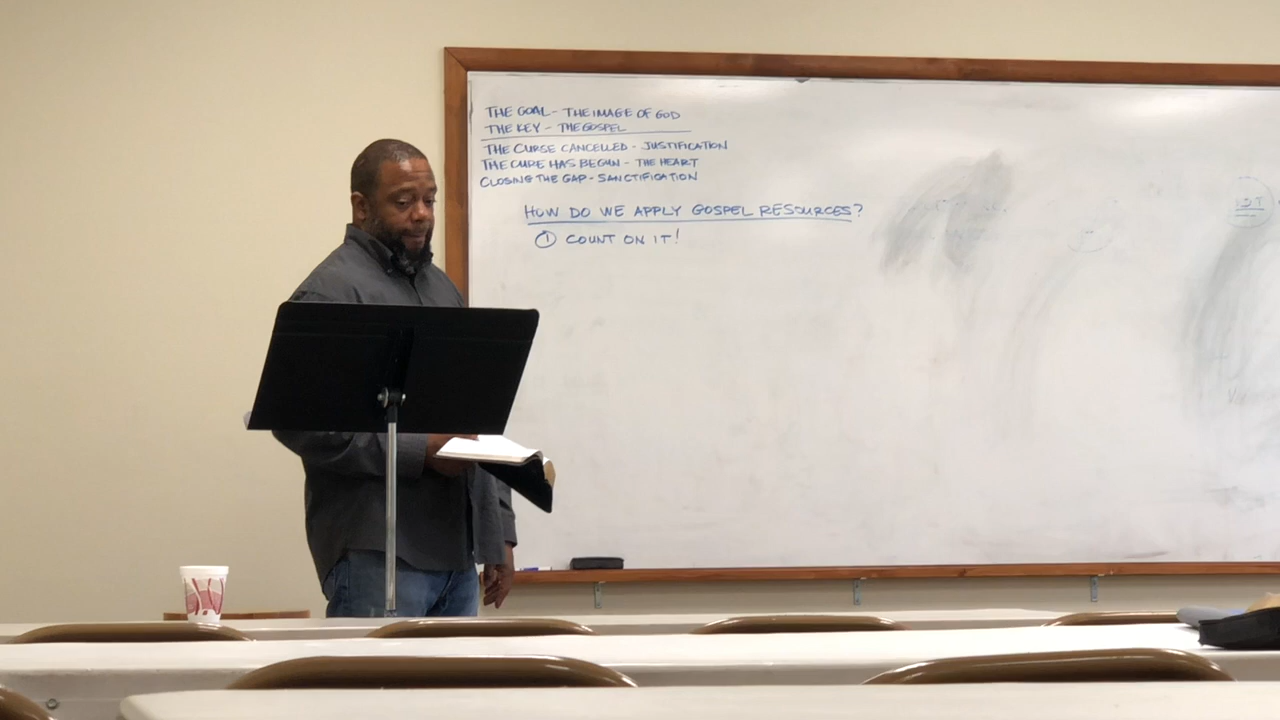 THE GOAL - THE IMAGE OF GOD
THE KEY - THE GOSPEL
THE CURSE CANCELLED - JUSTIFICATION
THE CURE HAS BEGUN - THE HEART
CLOSING THE GAP - SANCTIFICATION
HOW DO WE APPLY GOSPEL RESOURCES?
① COUNT ON IT!